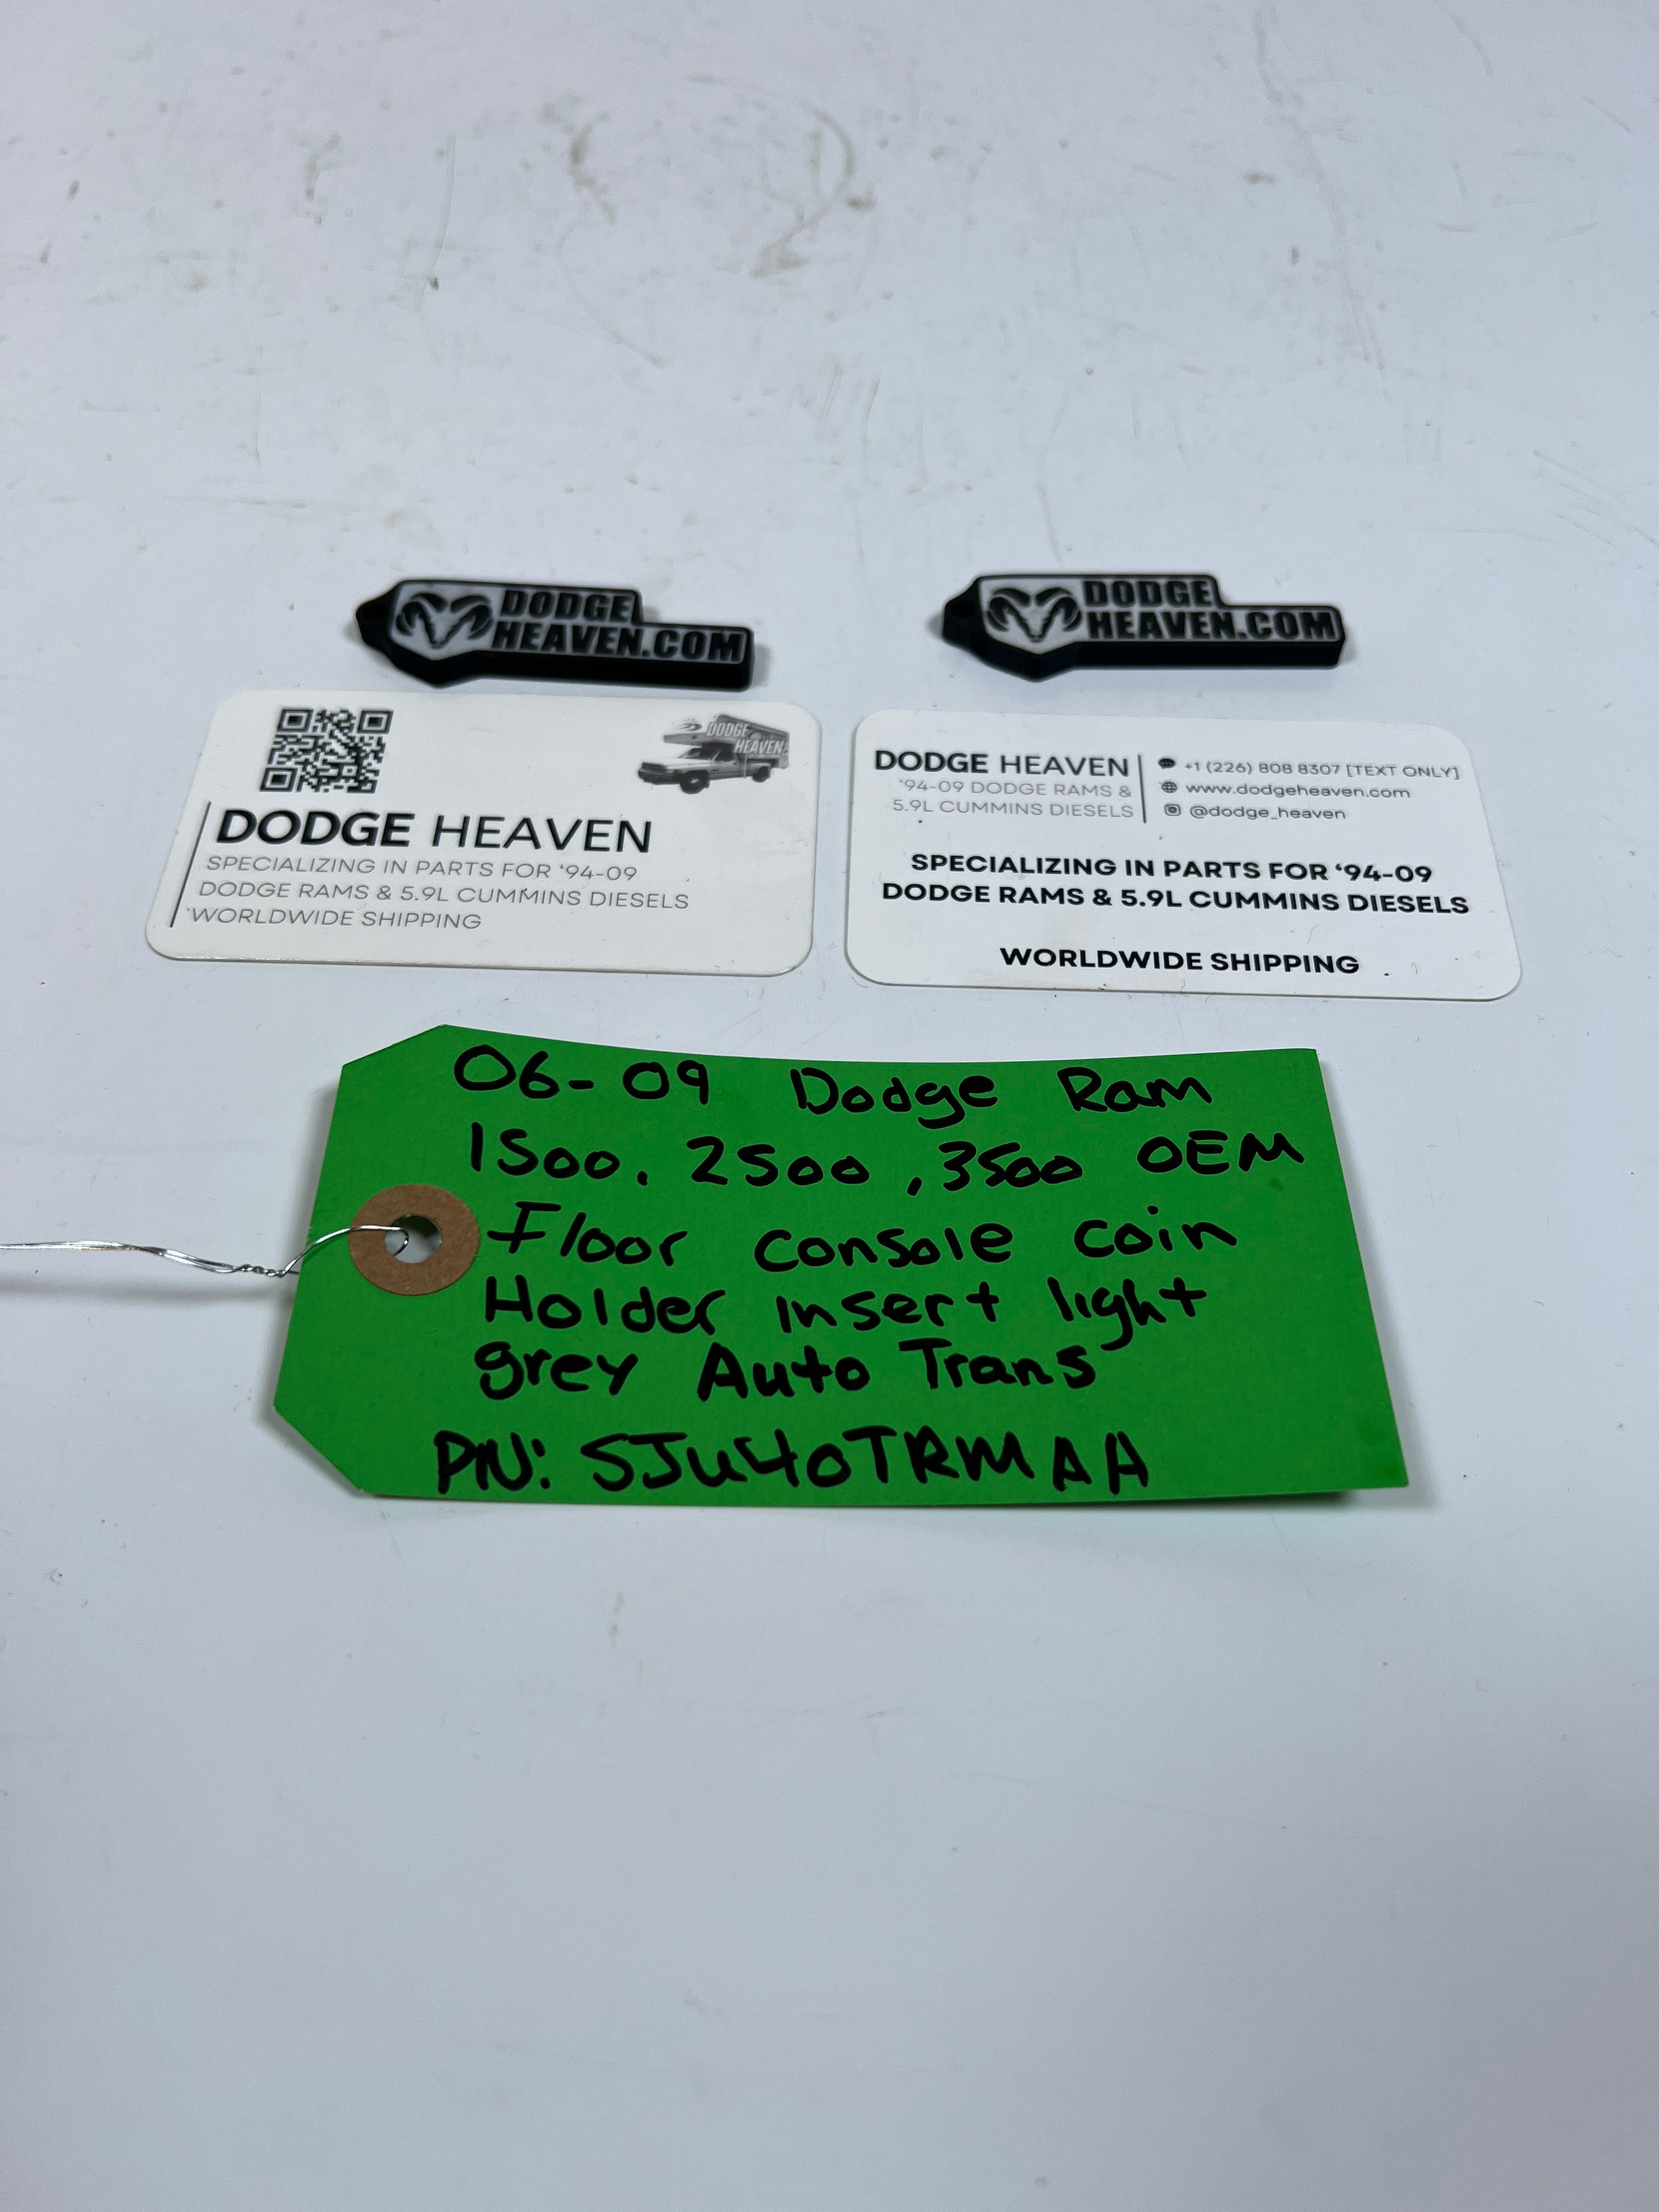 DODGE
HEAVEN.COM
DODGE
HEAVEN.COM
DODGE
HEAVEN
DODGE HEAVEN
SPECIALIZING IN PARTS FOR '94-09
DODGE RAMS & 5.9L CUMMINS DIESELS
WORLDWIDE SHIPPING
DODGE HEAVEN
'94-09 DODGE RAMS &
5.9L CUMMINS DIESELS
+1 (226) 808 8307 [TEXT ONLY]
www.dodgeheaven.com
@dodge_heaven
SPECIALIZING IN PARTS FOR '94-09
DODGE RAMS & 5.9L CUMMINS DIESELS
WORLDWIDE SHIPPING
06-09 Dodge Ram
1500, 2500, 3500 OEM
Floor console coin
Holder insert light
grey Auto Trans
P/N: 5JU40TRMAA